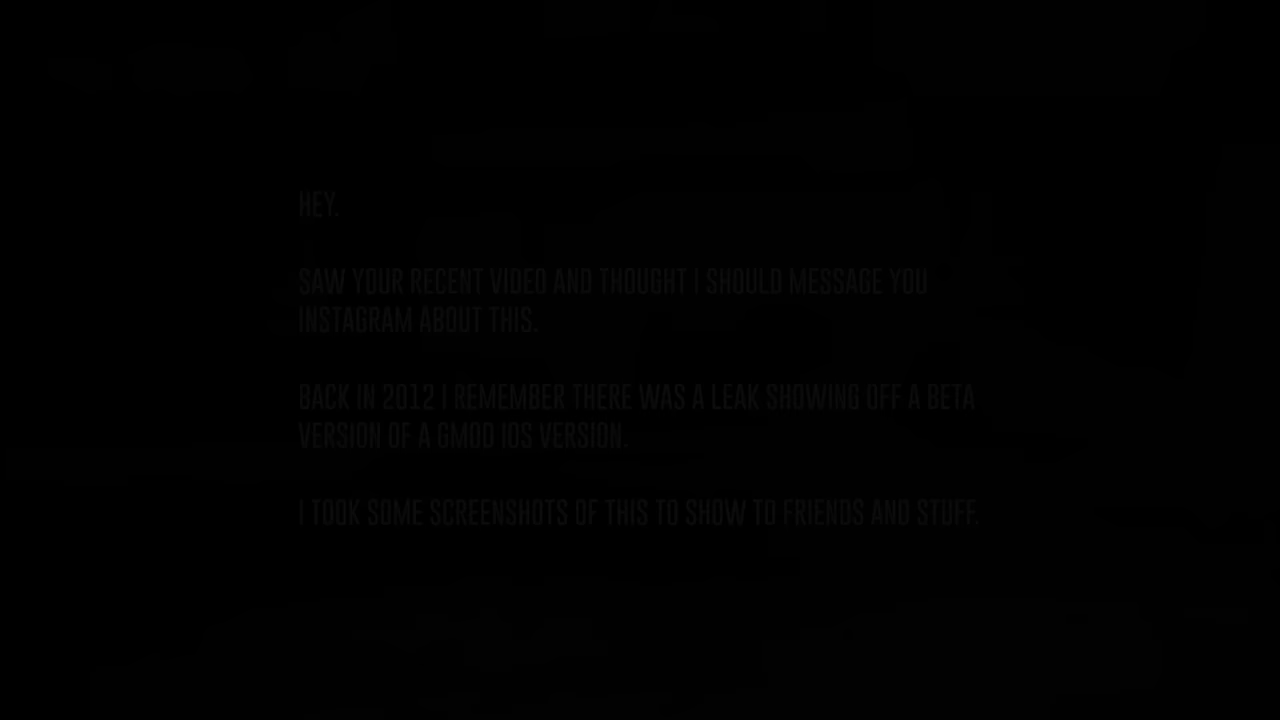 HEY.
SAW YOUR RECENT VIDEO AND THOUGHT I SHOULD MESSAGE YOU
INSTAGRAM ABOUT THIS.
BACK IN 2012 I REMEMBER THERE WAS A LEAK SHOWING OFF A BETA
VERSION OF A GMOD IOS VERSION.
I TOOK SOME SCREENSHOTS OF THIS TO SHOW TO FRIENDS AND STUFF.